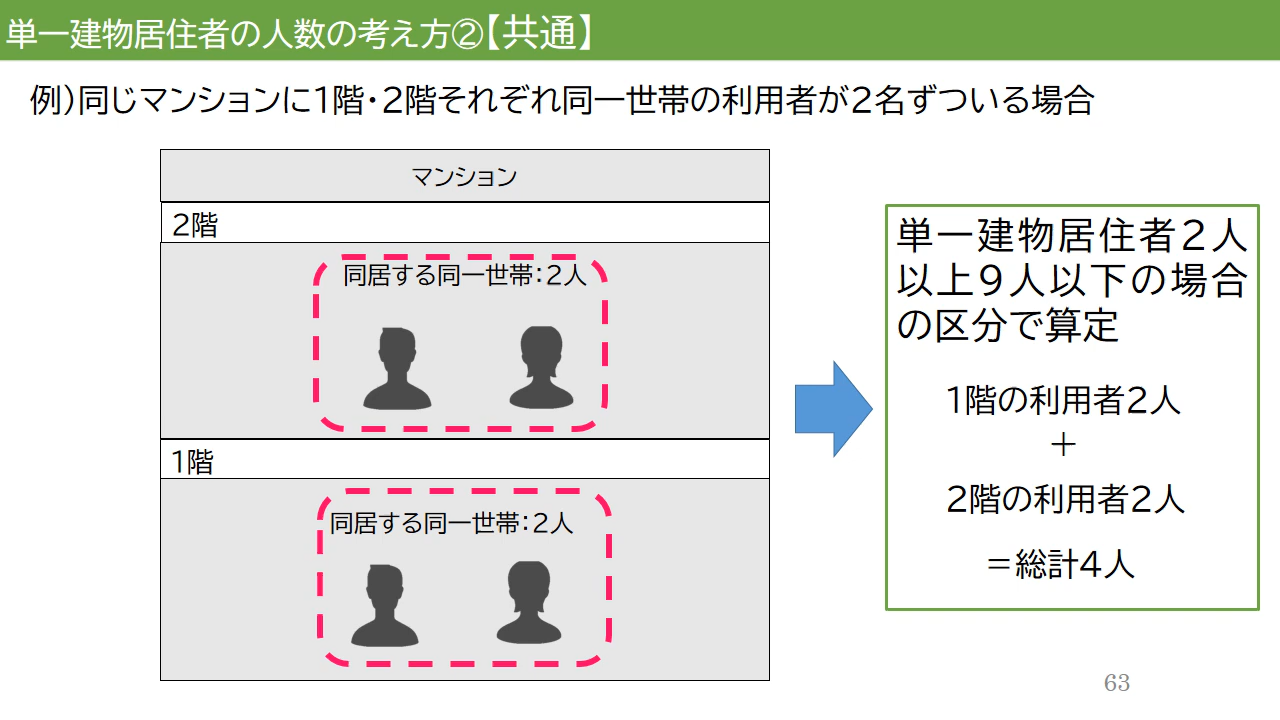 単一建物居住者の人数の考え方②【共通】
例）同じマンションに1階・2階それぞれ同一世帯の利用者が2名ずついる場合
マンション
2階
同居する同一世帯：2人
1階
同居する同一世帯：2人
単一建物居住者2人
以上9人以下の場合
の区分で算定
1階の利用者2人
＋
2階の利用者2人
＝総計4人
63